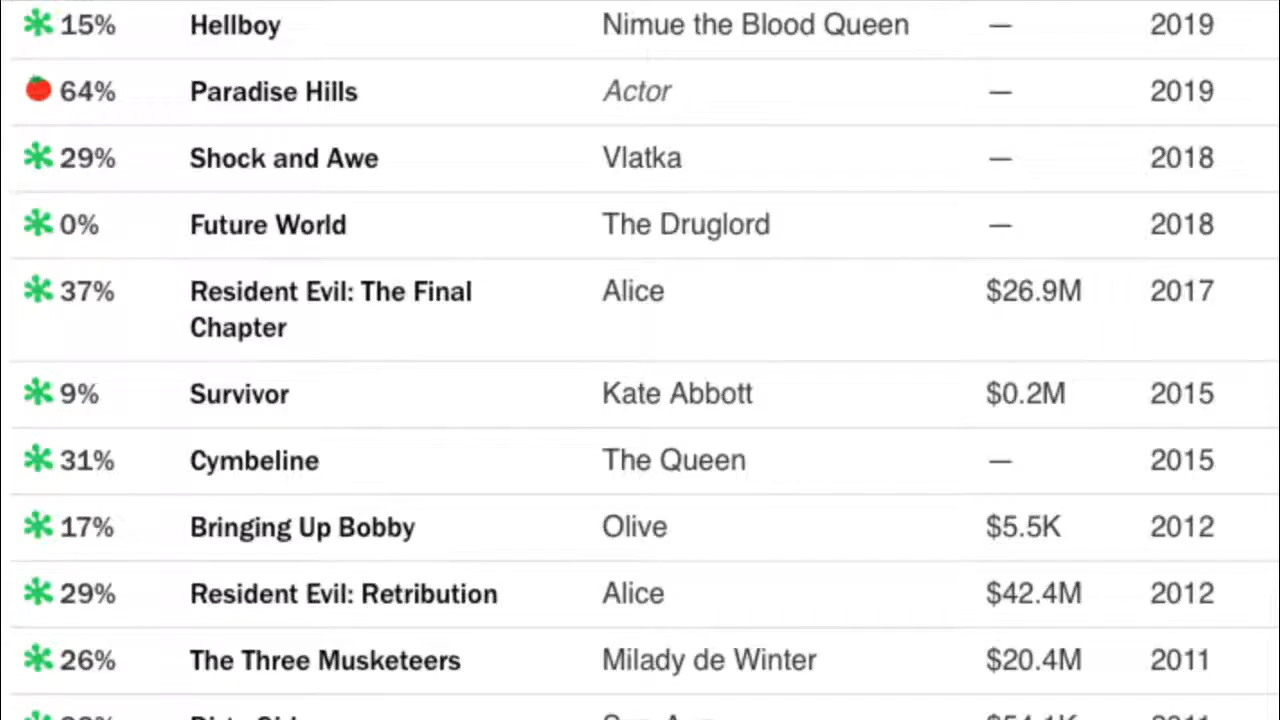 15% Hellboy Nimue the Blood Queen — 2019
64% Paradise Hills Actor — 2019
29% Shock and Awe Vlatka — 2018
0% Future World The Druglord — 2018
37% Resident Evil: The Final Alice $26.9M 2017
Chapter
9% Survivor Kate Abbott $0.2M 2015
31% Cymbeline The Queen — 2015
17% Bringing Up Bobby Olive $5.5K 2012
29% Resident Evil: Retribution Alice $42.4M 2012
26% The Three Musketeers Milady de Winter $20.4M 2011